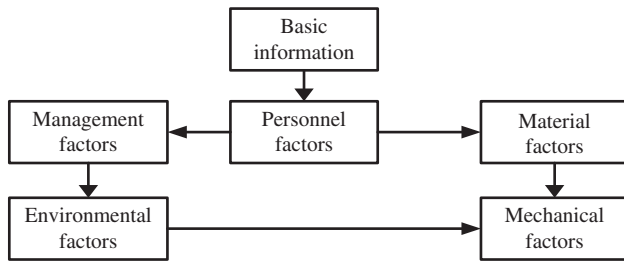 Basic
information
Management
factors
Personnel
factors
Material
factors
Environmental
factors
Mechanical
factors